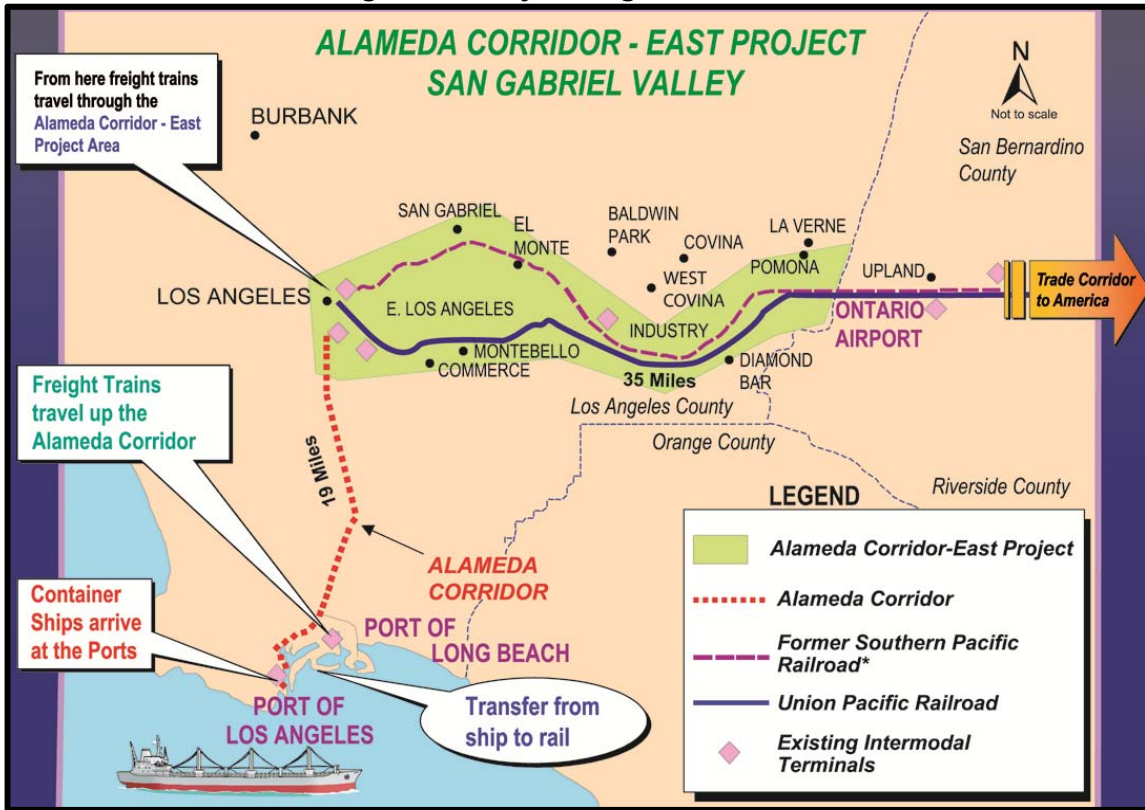 ALAMEDA CORRIDOR - EAST PROJECT
SAN GABRIEL VALLEY
N
Not to scale
From here freight trains
travel through the
Alameda Corridor - East
Project Area
BURBANK
San Bernardino
County
SAN GABRIEL
EL
MONTE
BALDWIN
PARK
COVINA
WEST
COVINA
LA VERNE
POMONA
UPLAND
Trade Corridor
to America
LOS ANGELES
E. LOS ANGELES
INDUSTRY
ONTARIO
AIRPORT
MONTEBELLO
COMMERCE
DIAMOND
BAR
35 Miles
Los Angeles County
Orange County
Riverside County
Freight Trains
travel up the
Alameda Corridor
19 Miles
ALAMEDA
CORRIDOR
Container
Ships arrive
at the Ports
PORT OF
LONG BEACH
PORT OF
LOS ANGELES
Transfer from
ship to rail
LEGEND
Alameda Corridor-East Project
Alameda Corridor
Former Southern Pacific
Railroad*
Union Pacific Railroad
Existing Intermodal
Terminals